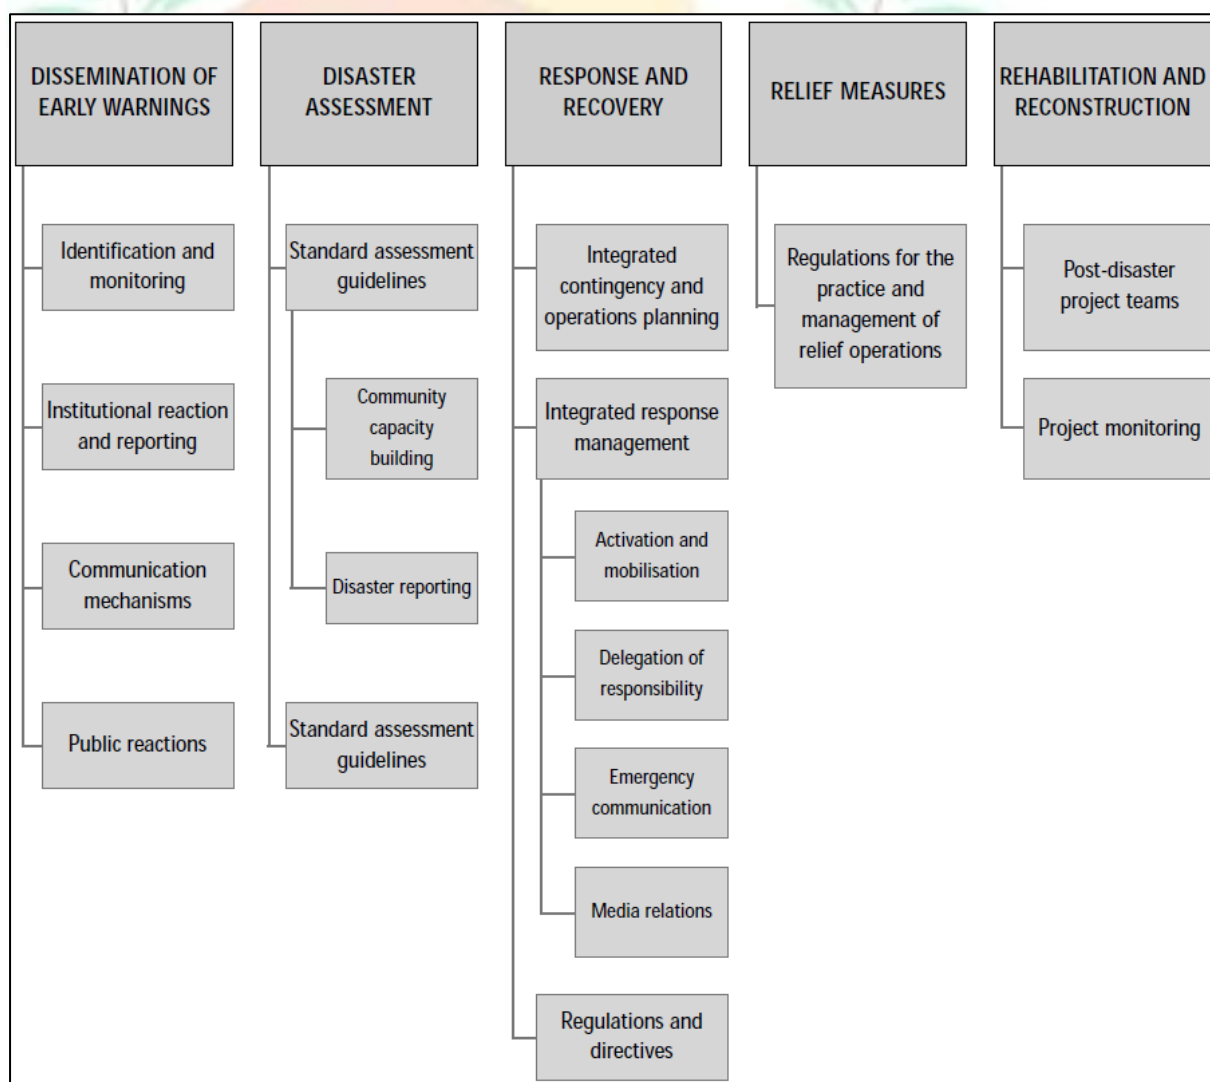 DISSEMINATION OF
EARLY WARNINGS
Identification and
monitoring
Institutional reaction
and reporting
Communication
mechanisms
Public reactions
DISASTER
ASSESSMENT
Standard assessment
guidelines
Community
capacity
building
Disaster reporting
Standard assessment
guidelines
RESPONSE AND
RECOVERY
Integrated
contingency and
operations planning
Integrated response
management
Activation and
mobilisation
Delegation of
responsibility
Emergency
communication
Media relations
Regulations and
directives
RELIEF MEASURES
Regulations for the
practice and
management of
relief operations
REHABILITATION AND
RECONSTRUCTION
Post-disaster
project teams
Project monitoring